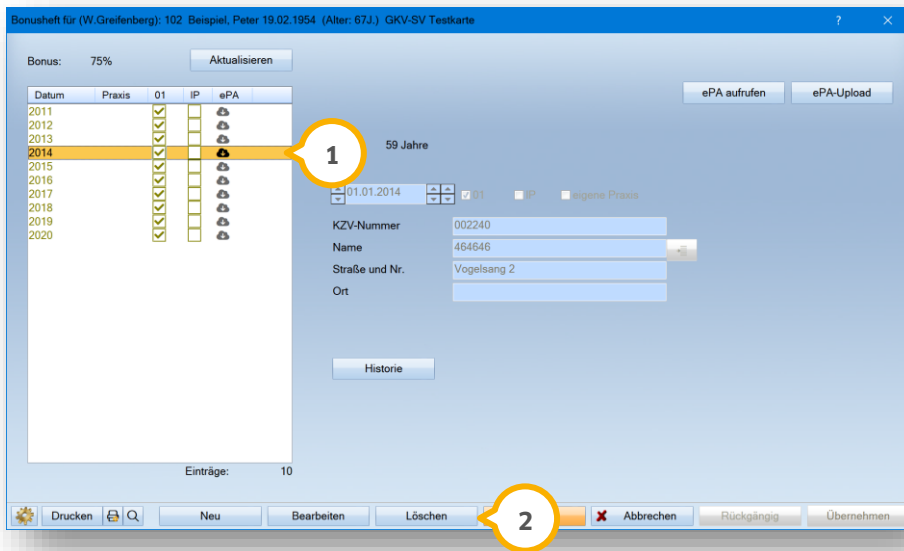 Bonusheft für (W.Greifenberg): 102 Beispiel, Peter 19.02.1954 (Alter: 67J.) GKV-SV Testkarte ?
Bonus: 75% Aktualisieren
ePA aufrufen ePA-Upload
Datum Praxis 01 IP ePA
2011
2012
2013
2014
2015
2016
2017
2018
2019
2020
1
59 Jahre
01.01.2014 01 IP eigene Praxis
KZV-Nummer 002240
Name 464646
Straße und Nr. Vogelsang 2
Ort
Historie
Einträge: 10
Drucken Neu Bearbeiten Löschen 2 Abbrechen Rückgängig Übernehmen